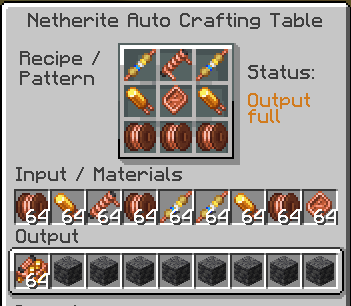 Netherite Auto Crafting Table
Recipe /
Pattern
Status:
Output
full
Input / Materials
64 64 64 64 64 64 64 64 64
Output
64